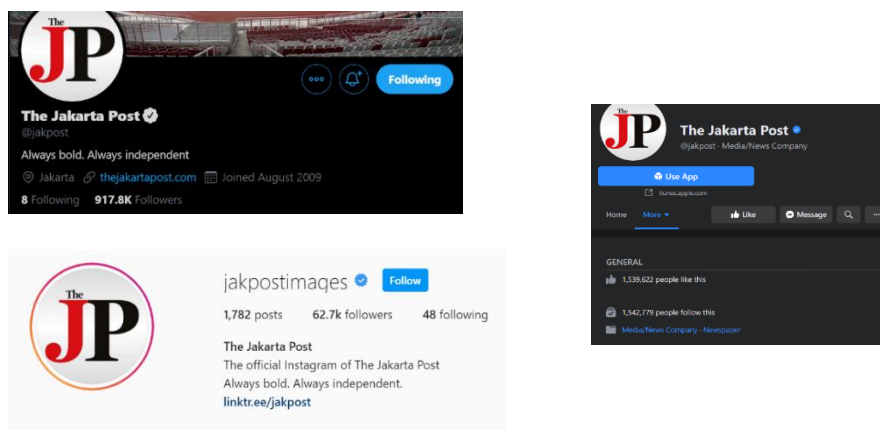 The
JP
Following
The Jakarta Post
@jakpost
Always bold. Always independent
Jakarta thejakartapost.com Joined August 2009
8 Following 917.8K Followers
The
JP
jakpostimages Follow
1,782 posts 62.7k followers 48 following
The Jakarta Post
The official Instagram of The Jakarta Post
Always bold. Always independent.
linktr.ee/jakpost
The
JP
The Jakarta Post
@jakpost · Media/News Company
Use App
itunes.apple.com
Home More Like Message
GENERAL
1,539,622 people like this
1,542,779 people follow this
Media/News Company · Newspaper